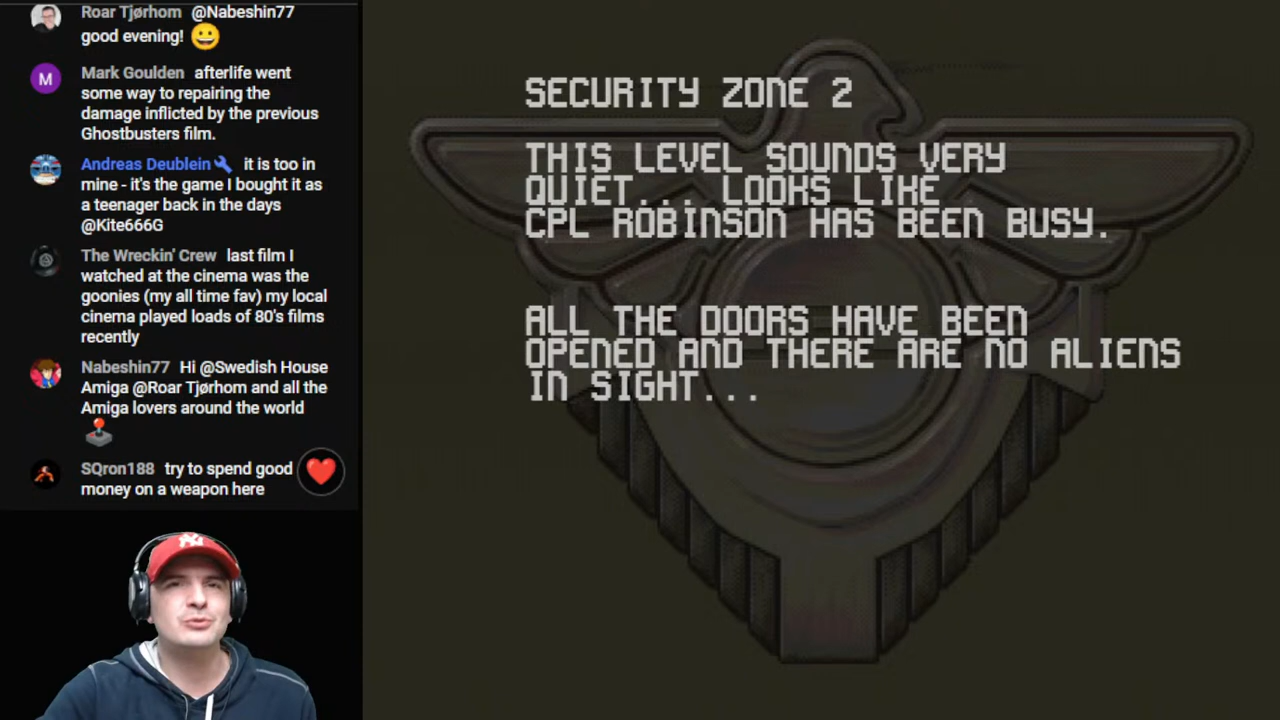 Roar Tjørhom @Nabeshin77
good evening! 😀
M
Mark Goulden afterlife went
some way to repairing the
damage inflicted by the previous
Ghostbusters film.
Andreas Deublein it is too in
mine - it's the game I bought it as
a teenager back in the days
@Kite666G
The Wreckin' Crew last film I
watched at the cinema was the
goonies (my all time fav) my local
cinema played loads of 80's films
recently
Nabeshin77 Hi @Swedish House
Amiga @Roar Tjørhom and all the
Amiga lovers around the world
🕹️
SQron188 try to spend good
money on a weapon here
NY
SECURITY ZONE 2
THIS LEVEL SOUNDS VERY
QUIET... LOOKS LIKE
CPL ROBINSON HAS BEEN BUSY.
ALL THE DOORS HAVE BEEN
OPENED AND THERE ARE NO ALIENS
IN SIGHT...